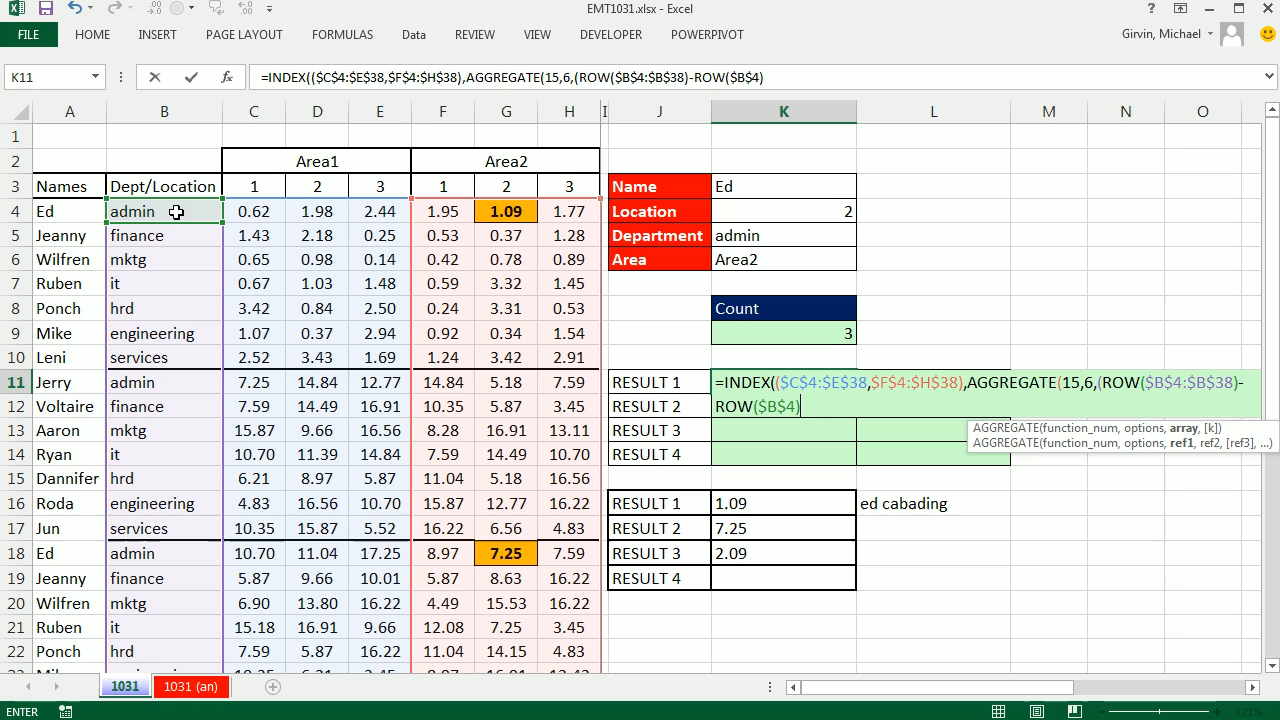 EMT1031.xlsx - Excel
FILE HOME INSERT PAGE LAYOUT FORMULAS Data REVIEW VIEW DEVELOPER POWERPIVOT Girvin, Michael
K11 fx =INDEX(($C$4:$E$38,$F$4:$H$38),AGGREGATE(15,6,(ROW($B$4:$B$38)-ROW($B$4)
A B C D E F G H I J K L M N O
1
2 Area1 Area2
3 Names Dept/Location 1 2 3 1 2 3 Name Ed
4 Ed admin 0.62 1.98 2.44 1.95 1.09 1.77 Location 2
5 Jeanny finance 1.43 2.18 0.25 0.53 0.37 1.28 Department admin
6 Wilfren mktg 0.65 0.98 0.14 0.42 0.78 0.89 Area Area2
7 Ruben it 0.67 1.03 1.48 0.59 3.32 1.45
8 Ponch hrd 3.42 0.84 2.50 0.24 3.31 0.53 Count
9 Mike engineering 1.07 0.37 2.94 0.92 0.34 1.54 3
10 Leni services 2.52 3.43 1.69 1.24 3.42 2.91
11 Jerry admin 7.25 14.84 12.77 14.84 5.18 7.59 RESULT 1 =INDEX(($C$4:$E$38,$F$4:$H$38),AGGREGATE(15,6,(ROW($B$4:$B$38)-
12 Voltaire finance 7.59 14.49 16.91 10.35 5.87 3.45 RESULT 2 ROW($B$4)
13 Aaron mktg 15.87 9.66 16.56 8.28 16.91 13.11 RESULT 3 AGGREGATE(function_num, options, array, [k])
14 Ryan it 10.70 11.39 14.84 7.59 14.49 10.70 RESULT 4 AGGREGATE(function_num, options, ref1, ref2, [ref3], ...)
15 Dannifer hrd 6.21 8.97 5.87 11.04 5.18 16.56
16 Roda engineering 4.83 16.56 10.70 15.87 12.77 16.22 RESULT 1 1.09 ed cabading
17 Jun services 10.35 15.87 5.52 16.22 6.56 4.83 RESULT 2 7.25
18 Ed admin 10.70 11.04 17.25 8.97 7.25 7.59 RESULT 3 2.09
19 Jeanny finance 5.87 9.66 10.01 5.87 8.63 16.22 RESULT 4
20 Wilfren mktg 6.90 13.80 16.22 4.49 15.53 16.22
21 Ruben it 15.18 16.91 9.66 12.08 7.25 3.45
22 Ponch hrd 7.59 5.87 16.22 11.04 14.15 4.83
1031 1031 (an)
ENTER